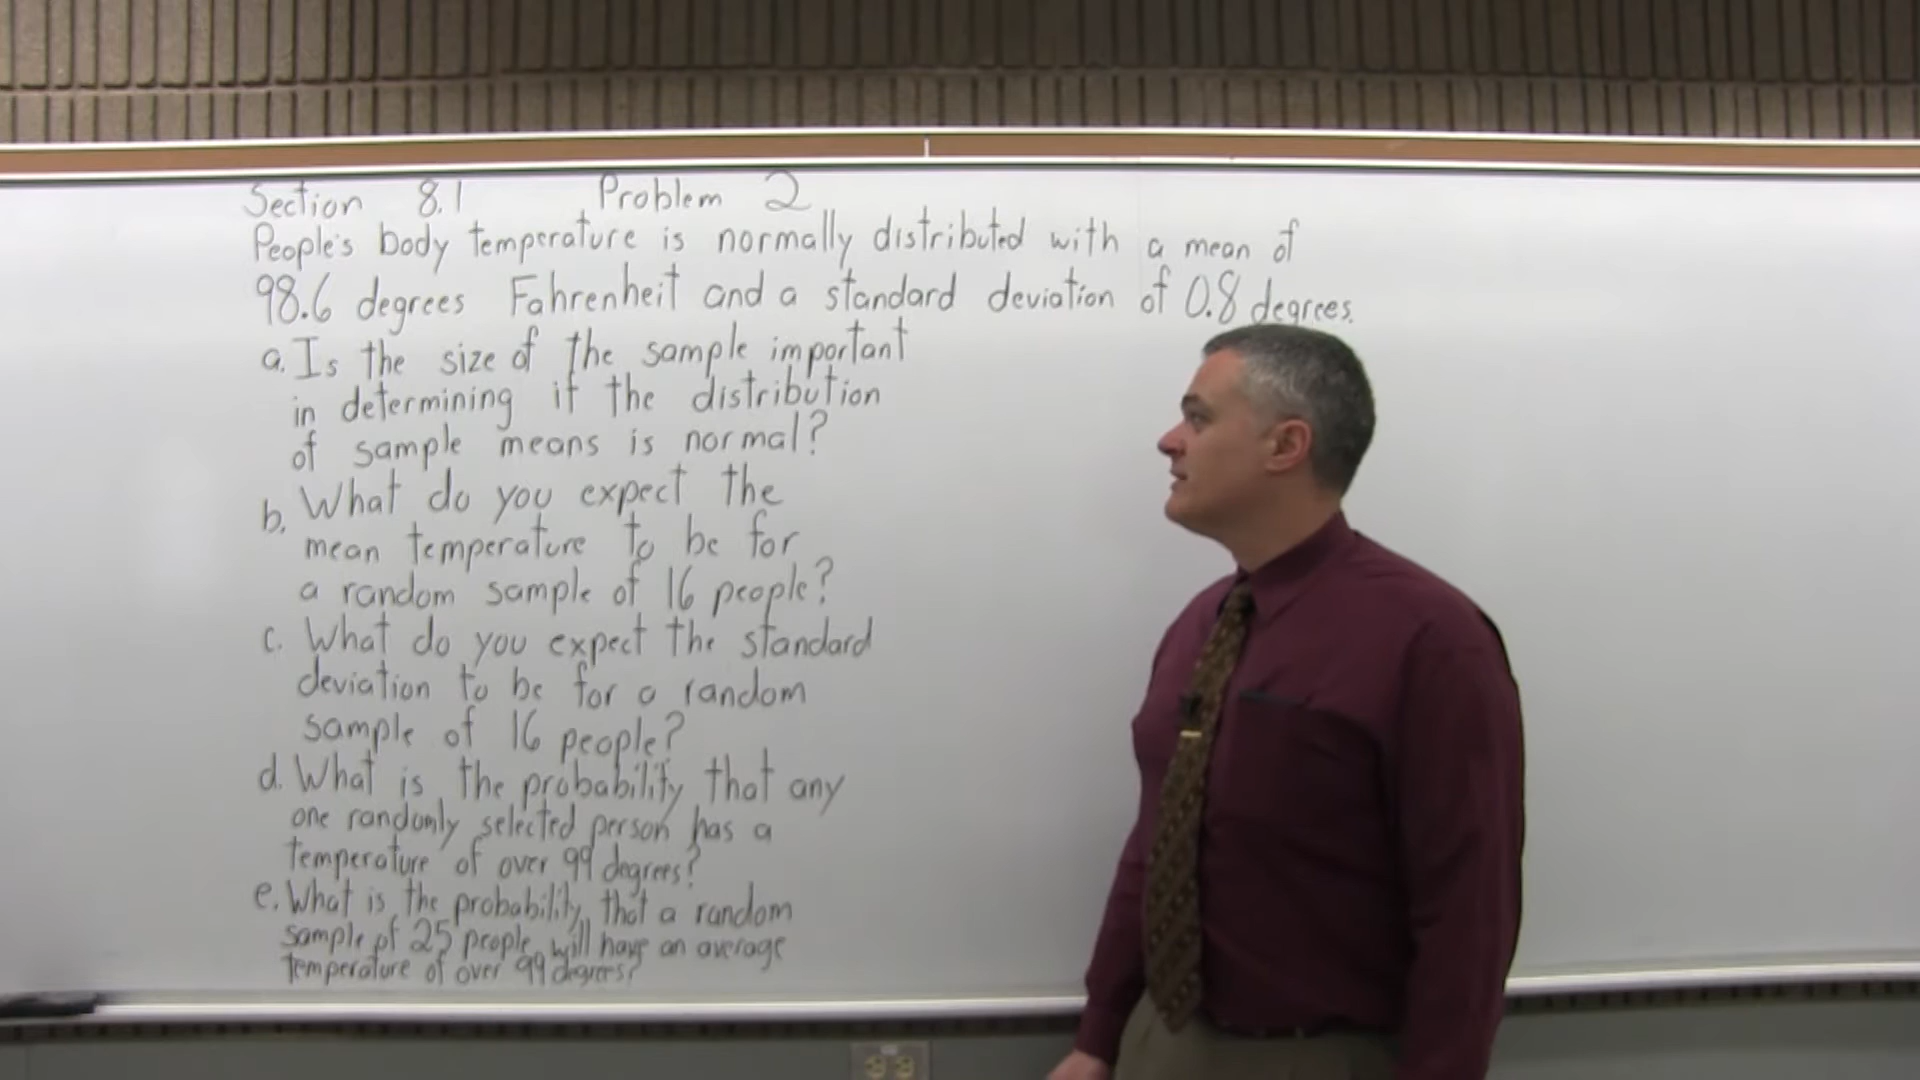 Section 8.1 Problem 2
People's body temperature is normally distributed with a mean of
98.6 degrees Fahrenheit and a standard deviation of 0.8 degrees.
a. Is the size of the sample important
in determining if the distribution
of sample means is normal?
b. What do you expect the
mean temperature to be for
a random sample of 16 people?
c. What do you expect the standard
deviation to be for a random
sample of 16 people?
d. What is the probability that any
one randomly selected person has a
temperature of over 99 degrees?
e. What is the probability that a random
sample of 25 people will have an average
temperature of over 99 degrees?